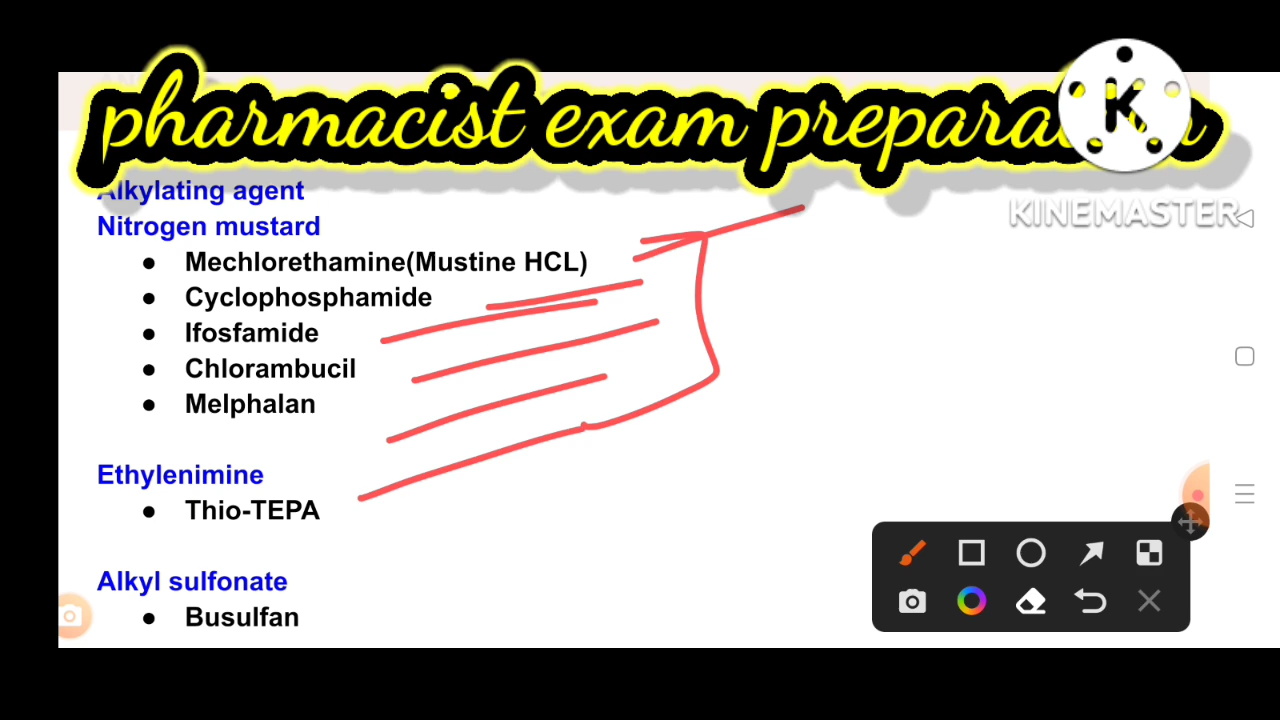 pharmacist exam
KINEMASTER
Alkylating agent
Nitrogen mustard
● Mechlorethamine(Mustine HCL)
● Cyclophosphamide
● Ifosfamide
● Chlorambucil
● Melphalan
Ethylenimine
● Thio-TEPA
Alkyl sulfonate
● Busulfan